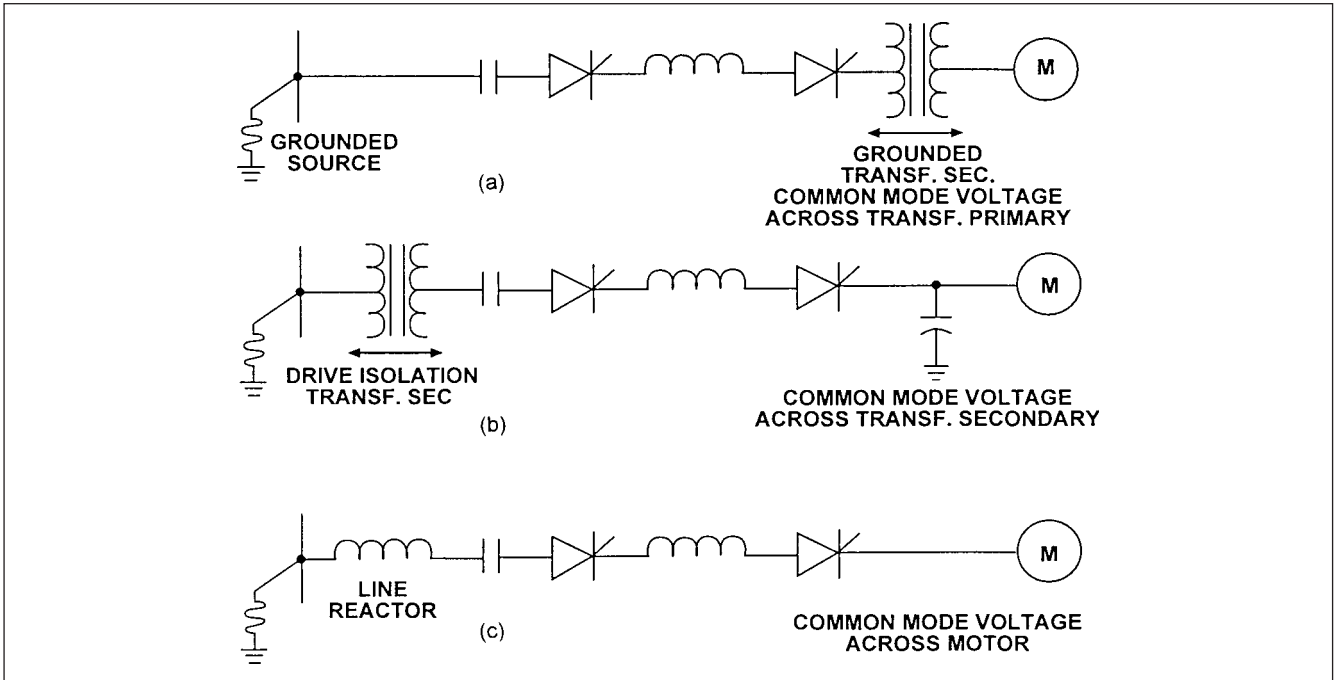 M
GROUNDED
SOURCE
(a)
GROUNDED
TRANSF. SEC.
COMMON MODE VOLTAGE
ACROSS TRANSF. PRIMARY
M
DRIVE ISOLATION
TRANSF. SEC
(b)
COMMON MODE VOLTAGE
ACROSS TRANSF. SECONDARY
M
LINE
REACTOR
(c)
COMMON MODE VOLTAGE
ACROSS MOTOR